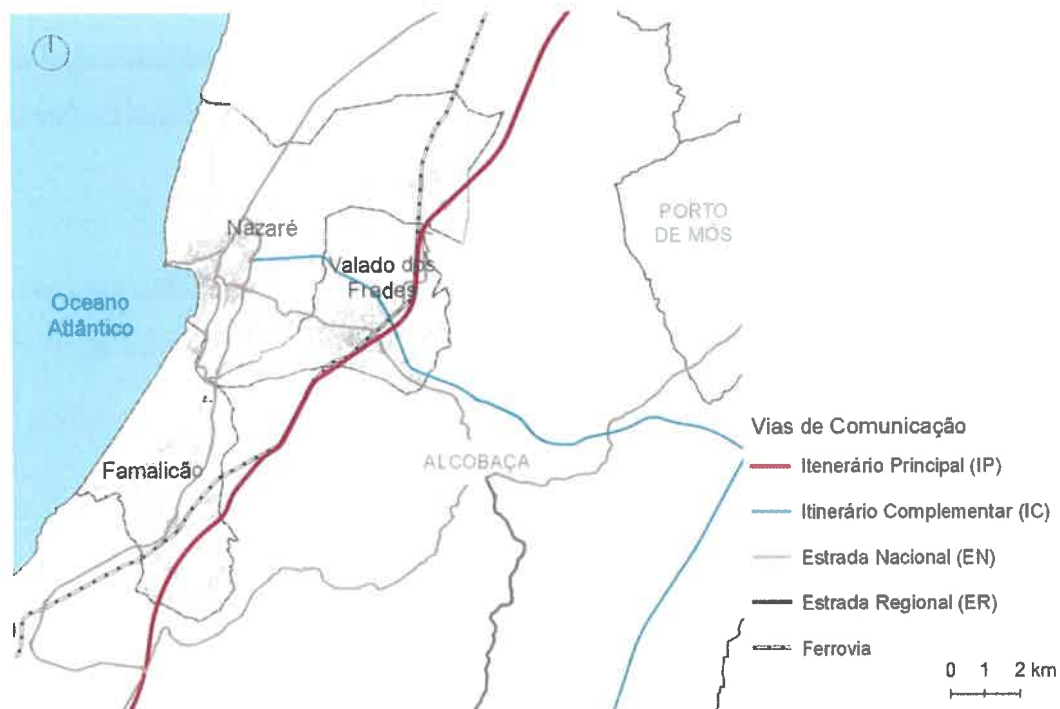 Nazaré
PORTO
DE MÓS
Valado dos
Frades
Oceano
Atlântico
Famalicão
ALCOBAÇA
Vias de Comunicação
Itenerário Principal (IP)
Itinerário Complementar (IC)
Estrada Nacional (EN)
Estrada Regional (ER)
Ferrovia
0 1 2 km